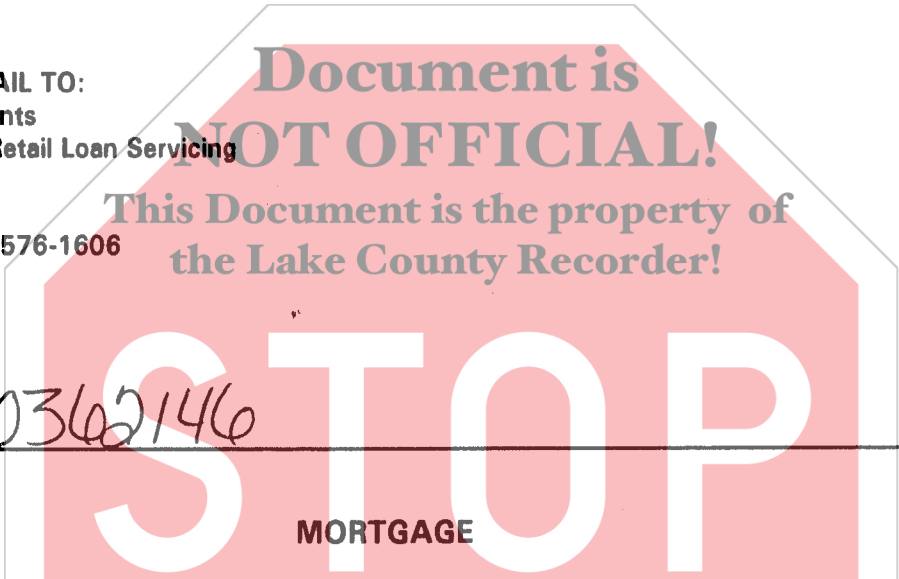 Document is
AIL TO:
nts
NOT OFFICIAL!
Retail Loan Servicing
This Document is the property of
576-1606
the Lake County Recorder!
03662146
STOP
MORTGAGE